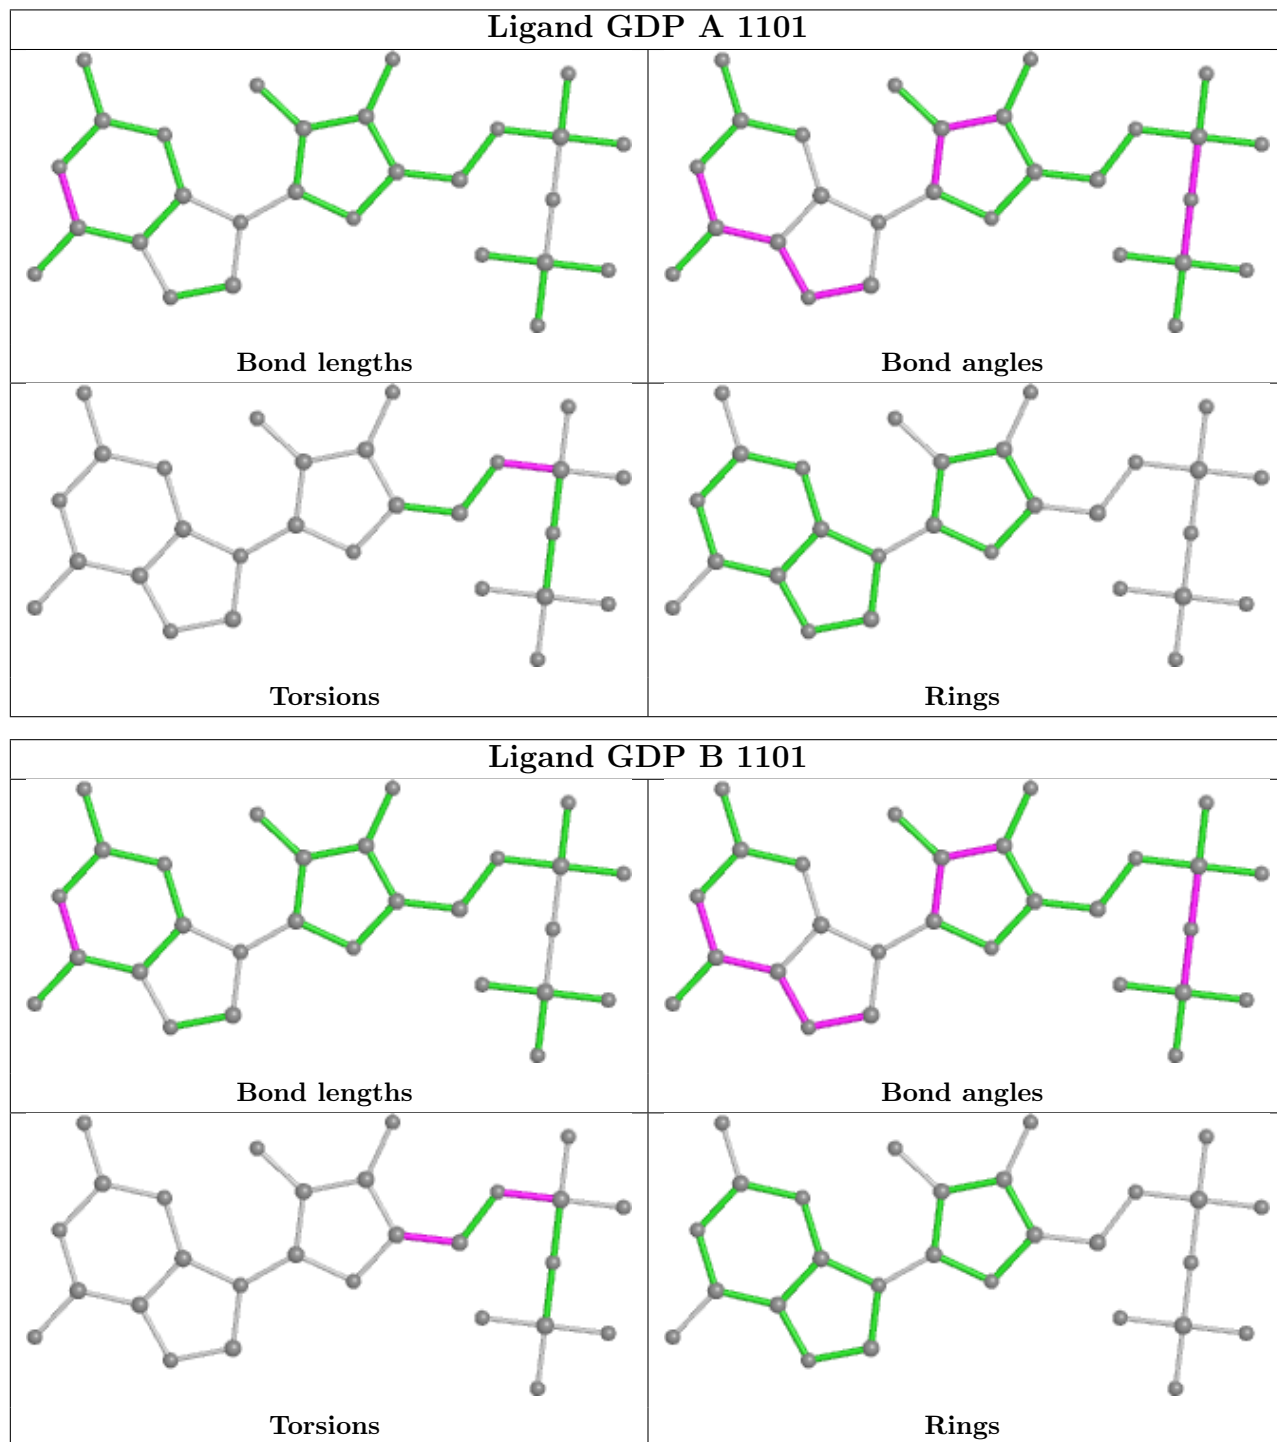 Ligand GDP A 1101
Bond lengths
Bond angles
Torsions
Rings
Ligand GDP B 1101
Bond lengths
Bond angles
Torsions
Rings